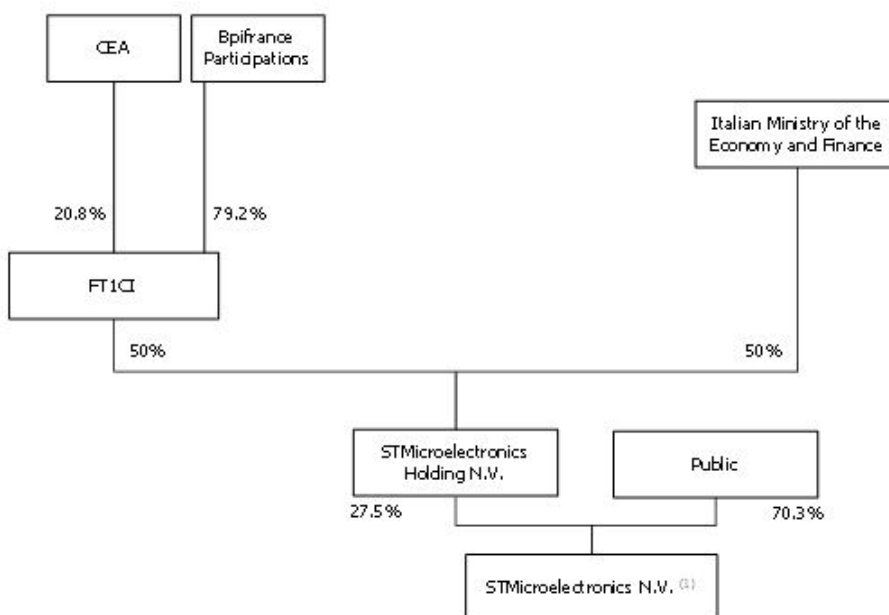 CEA
Bpifrance
Participations
Italian Ministry of the
Economy and Finance
20.8%
79.2%
FT1CI
50%
50%
STMicroelectronics
Holding N.V.
Public
27.5%
70.3%
STMicroelectronics N.V. (1)